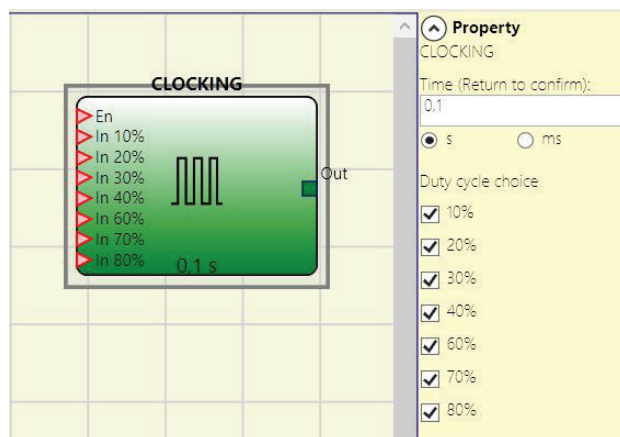 CLOCKING
En
In 10%
In 20%
In 30%
In 40%
In 60%
In 70%
In 80%
Out
0,1 s
Property
CLOCKING
Time (Return to confirm):
0,1
s ms
Duty cycle choice
10%
20%
30%
40%
60%
70%
80%